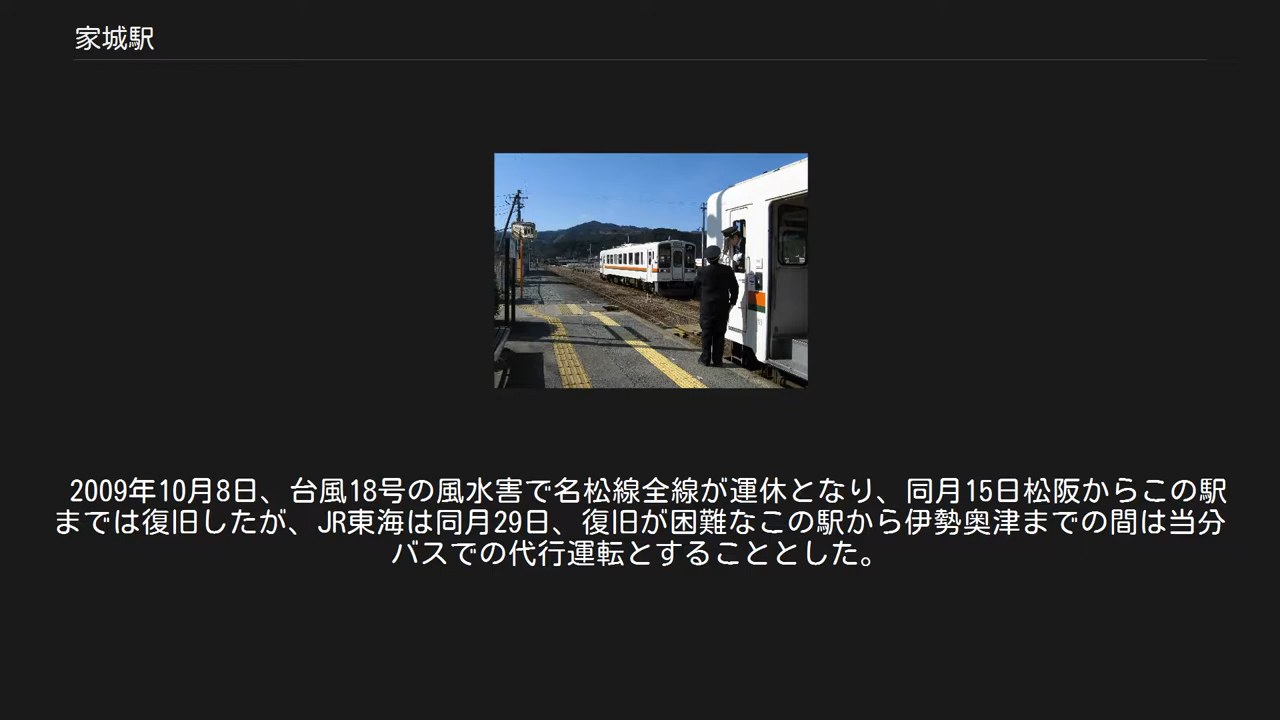 家城駅
2009年10月8日、台風18号の風水害で名松線全線が運休となり、同月15日松阪からこの駅
までは復旧したが、JR東海は同月29日、復旧が困難なこの駅から伊勢奥津までの間は当分
バスでの代行運転とすることとした。